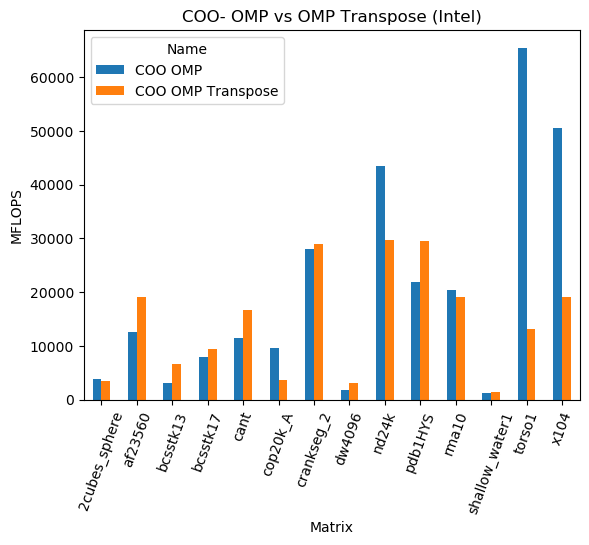 COO- OMP vs OMP Transpose (Intel)
Name
COO OMP
COO OMP Transpose
MFLOPS
60000
50000
40000
30000
20000
10000
0
2cubes_sphere
af23560
bcsstk13
bcsstk17
cant
cop20k_A
crankseg_2
dw4096
nd24k
pdb1HYS
rma10
shallow_water1
torso1
x104
Matrix